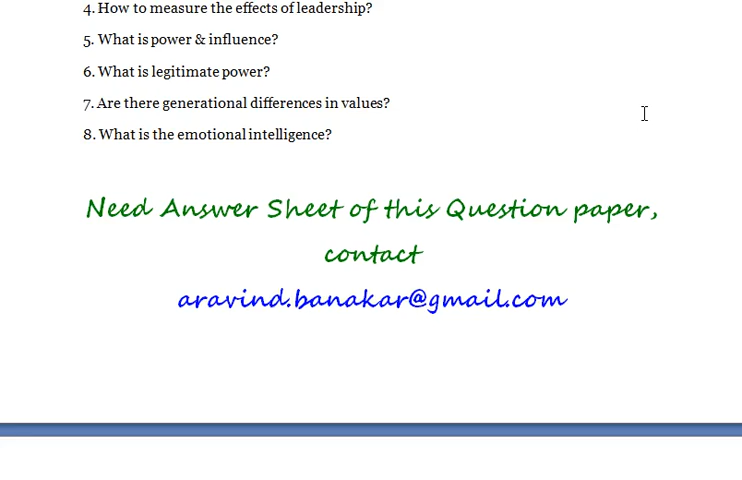 4. How to measure the effects of leadership?
5. What is power & influence?
6. What is legitimate power?
7. Are there generational differences in values?
8. What is the emotional intelligence?
Need Answer Sheet of this Question paper,
contact
aravind.banakar@gmail.com